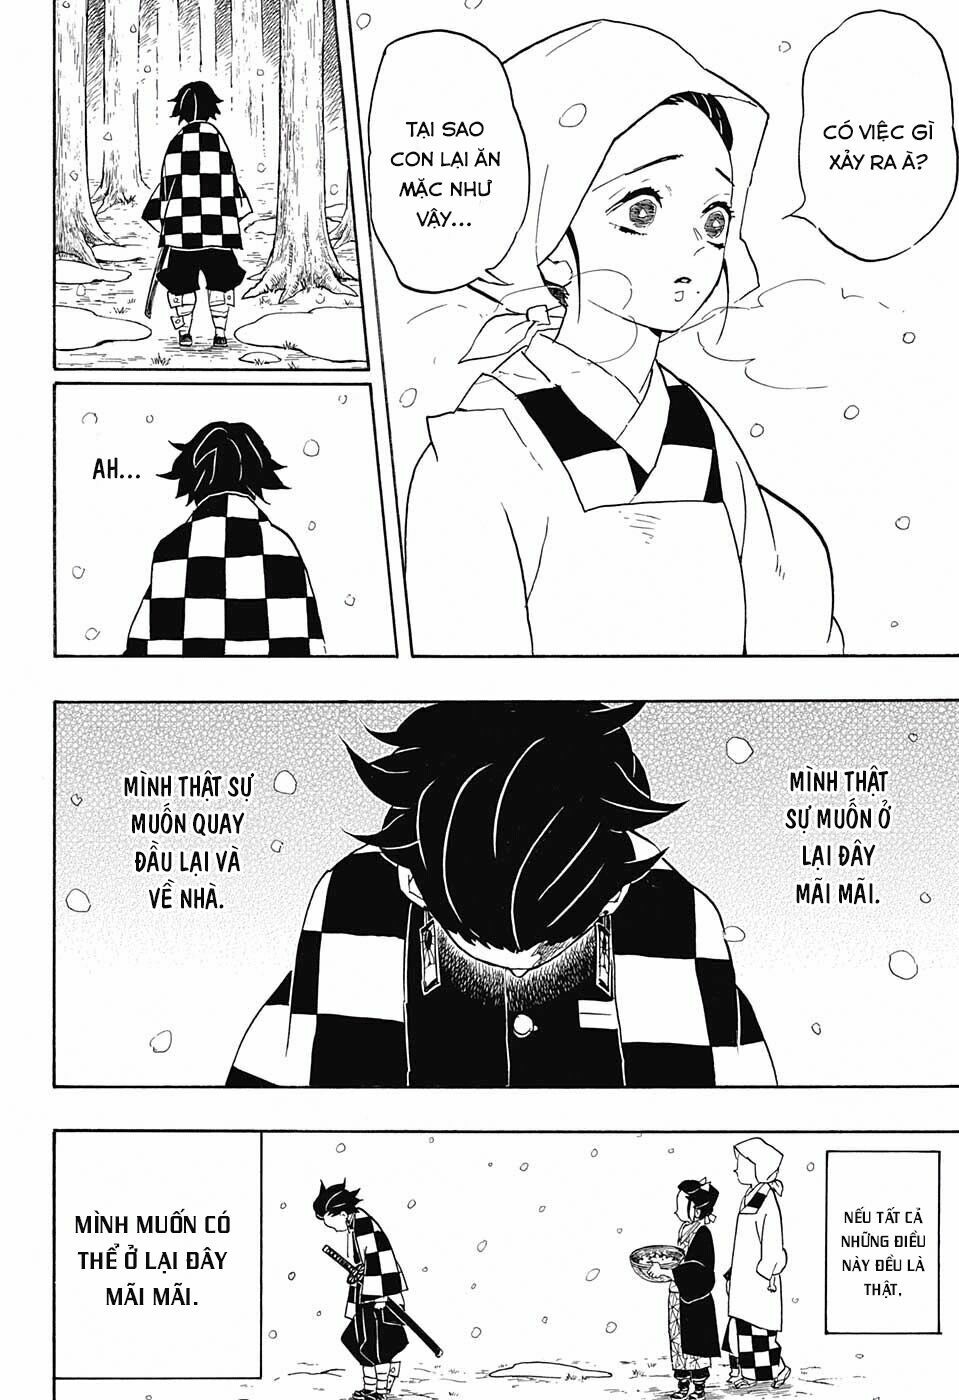 CÓ VIỆC GÌ
XẢY RA À?
TẠI SAO
CON LẠI ĂN
MẶC NHƯ
VẬY...
AH...
MÌNH THẬT
SỰ MUỐN Ở
LẠI ĐÂY
MÃI MÃI.
MÌNH THẬT SỰ
MUỐN QUAY
ĐẦU LẠI VÀ
VỀ NHÀ.
NẾU TẤT CẢ
NHỮNG ĐIỀU
NÀY ĐỀU LÀ
THẬT,
MÌNH MUỐN CÓ
THỂ Ở LẠI ĐÂY
MÃI MÃI.